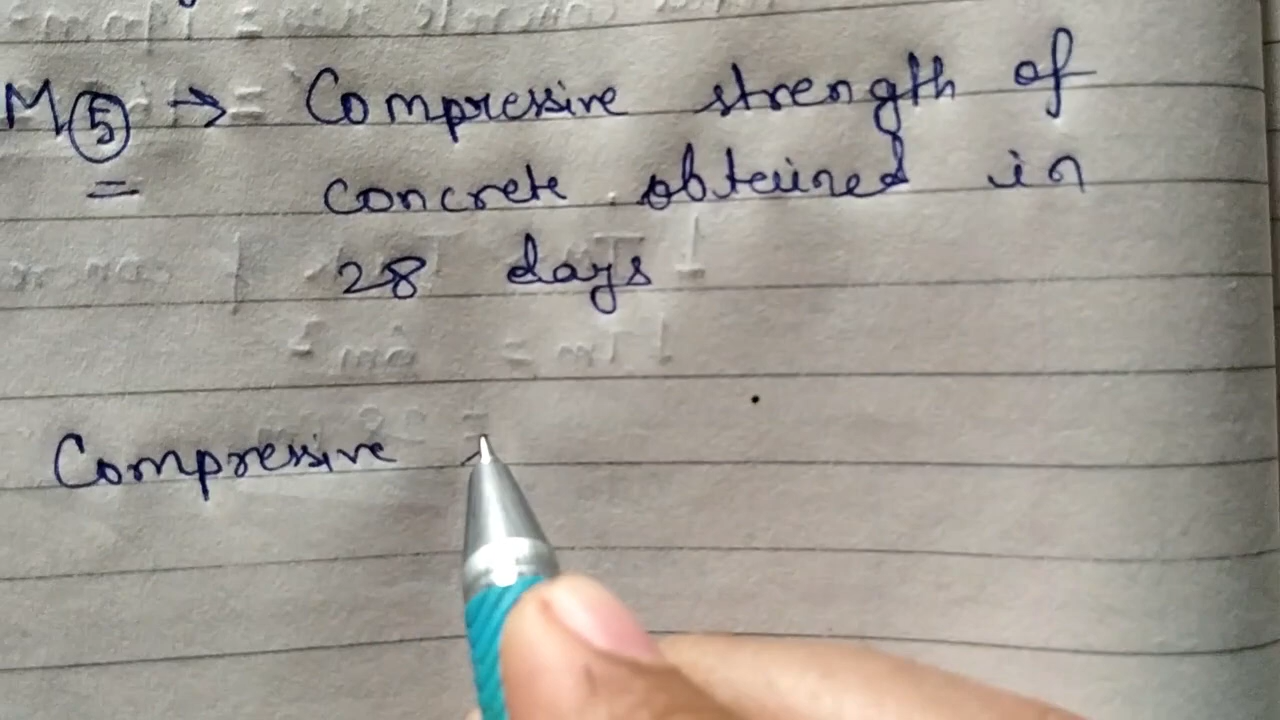 M5 → Compressive strength of
= concrete obtained in
28 days
Compressive